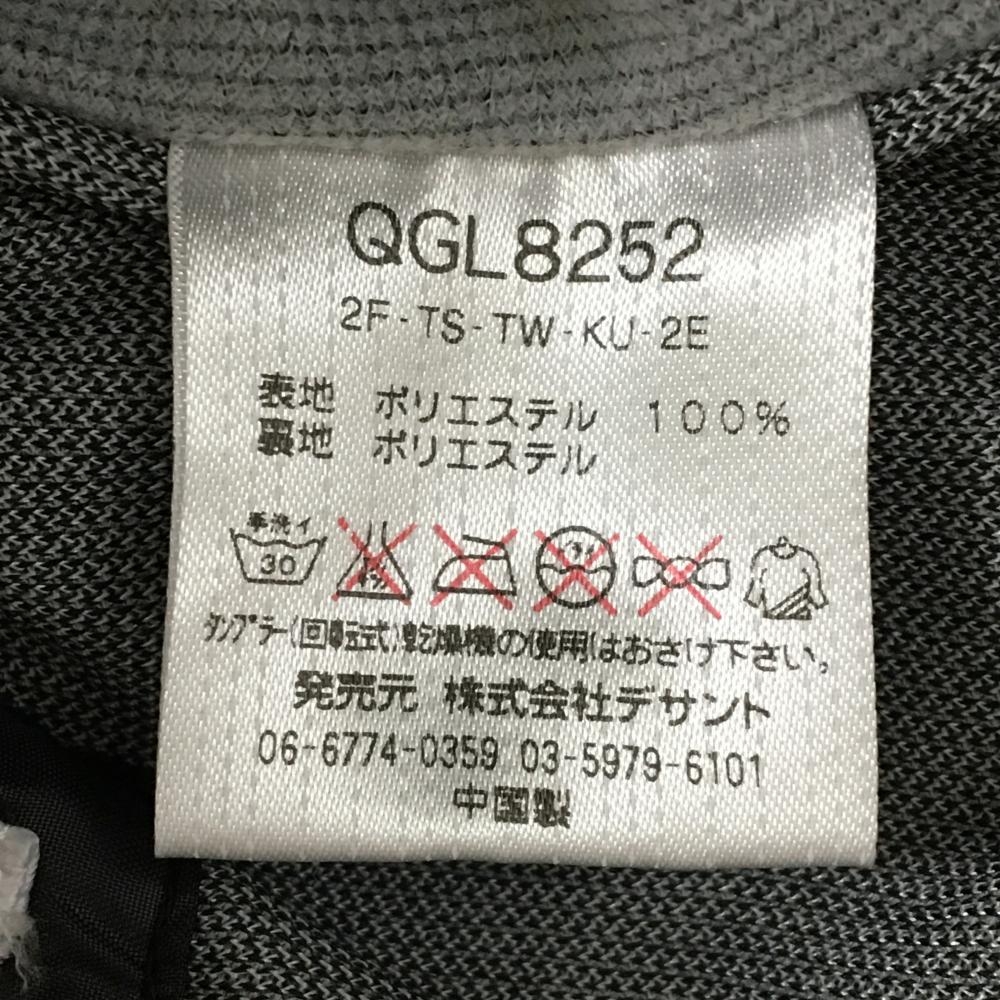 QGL8252
2F-TS-TW-KU-2E
表地 ポリエステル 100%
裏地 ポリエステル
手洗イ
30
タンブラー(回転式)乾燥機の使用はおさけ下さい。
発売元 株式会社デサント
06-6774-0359 03-5979-6101
中国製